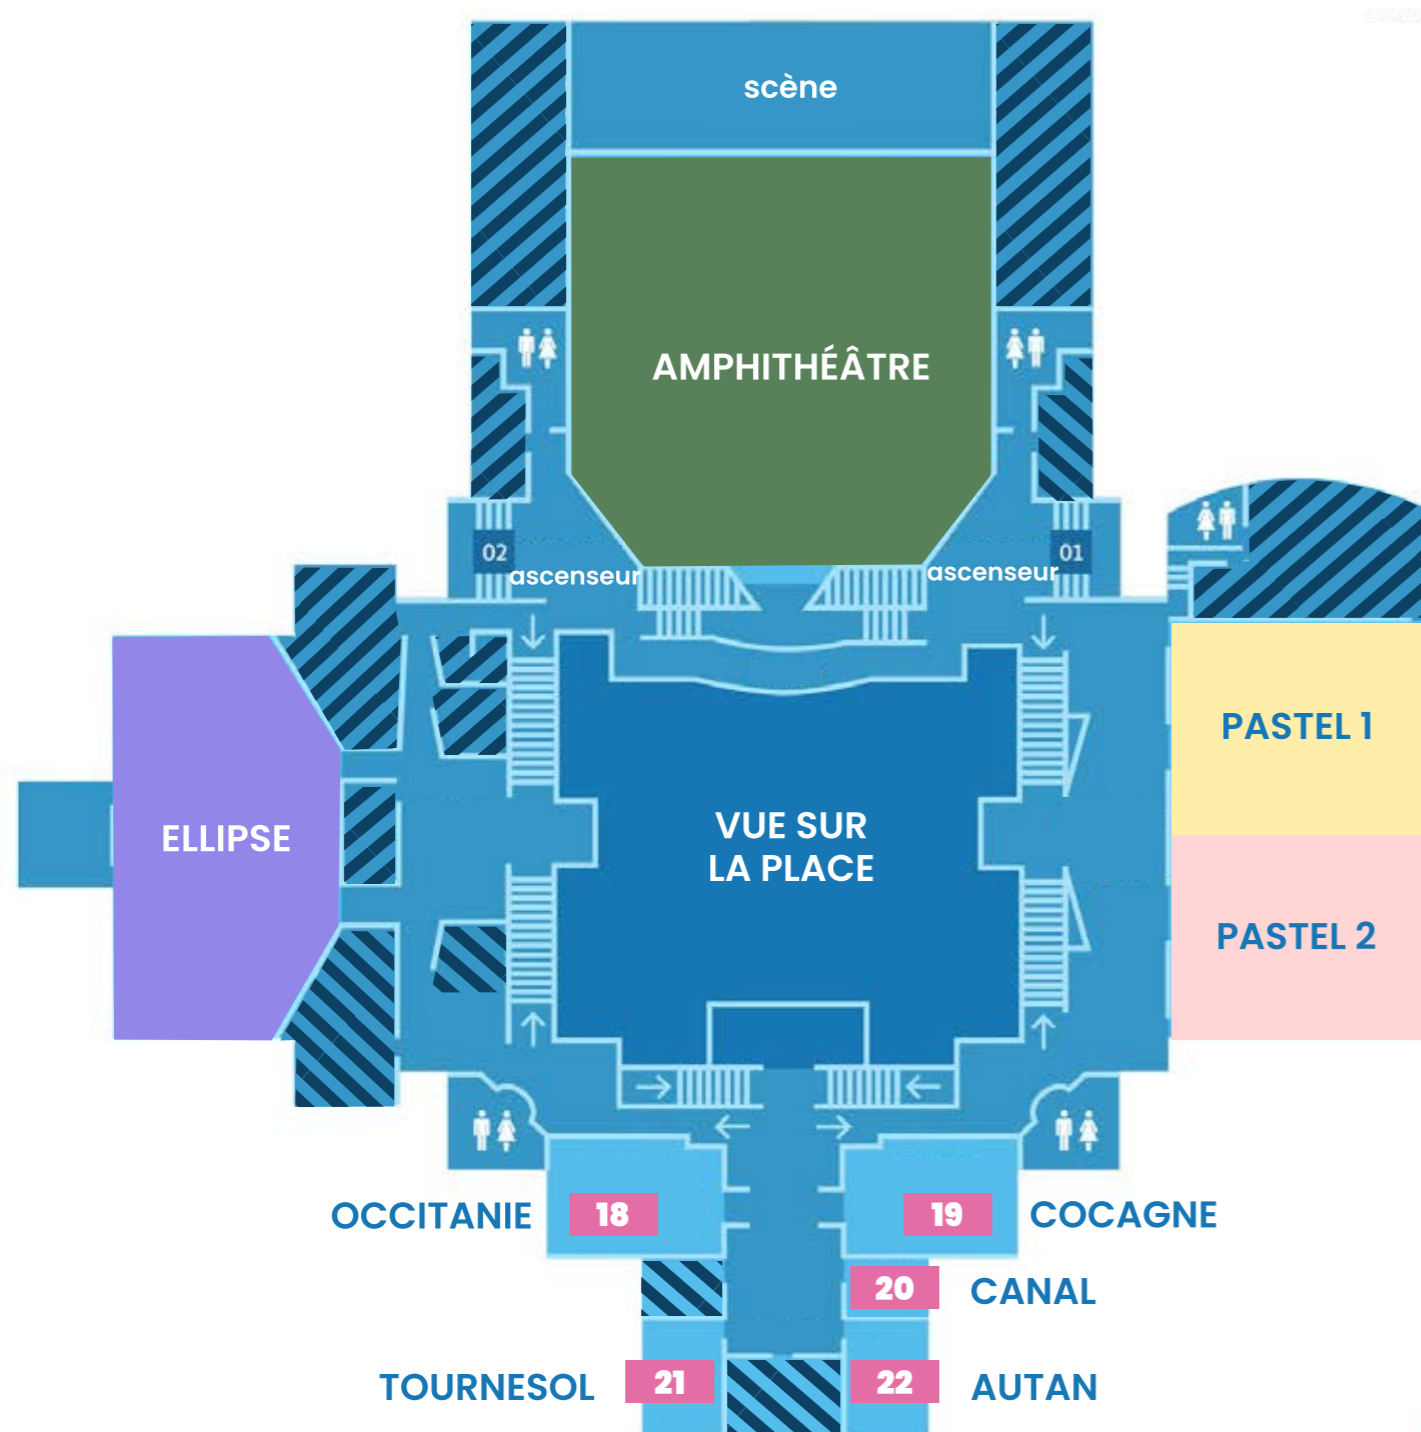 scène
AMPHITHÉÂTRE
02
01
ascenseur
ascenseur
PASTEL 1
ELLIPSE
VUE SUR
LA PLACE
PASTEL 2
OCCITANIE
18
19
COCAGNE
20
CANAL
TOURNESOL
21
22
AUTAN